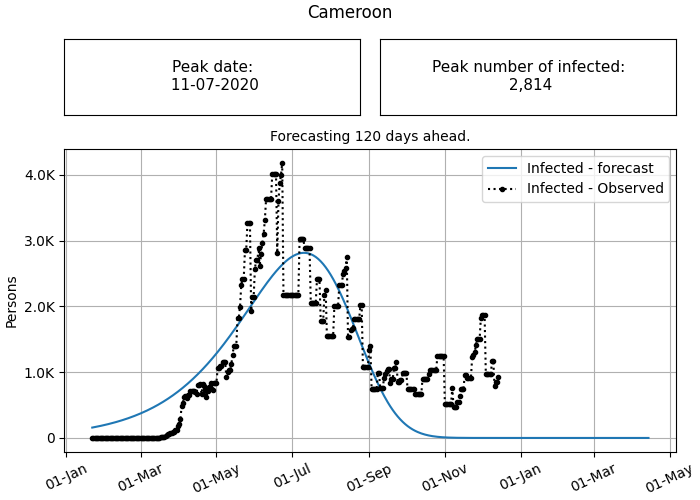 Cameroon
Peak date:
11-07-2020
Peak number of infected:
2,814
Forecasting 120 days ahead.
Infected - forecast
Infected - Observed
4.0K
3.0K
2.0K
1.0K
0
Persons
01-Jan
01-Mar
01-May
01-Jul
01-Sep
01-Nov
01-Jan
01-Mar
01-May